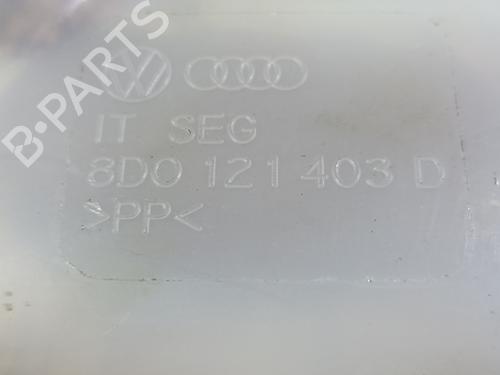 B-PARTS
IT SEG
8D0 121 403 D
>PP<